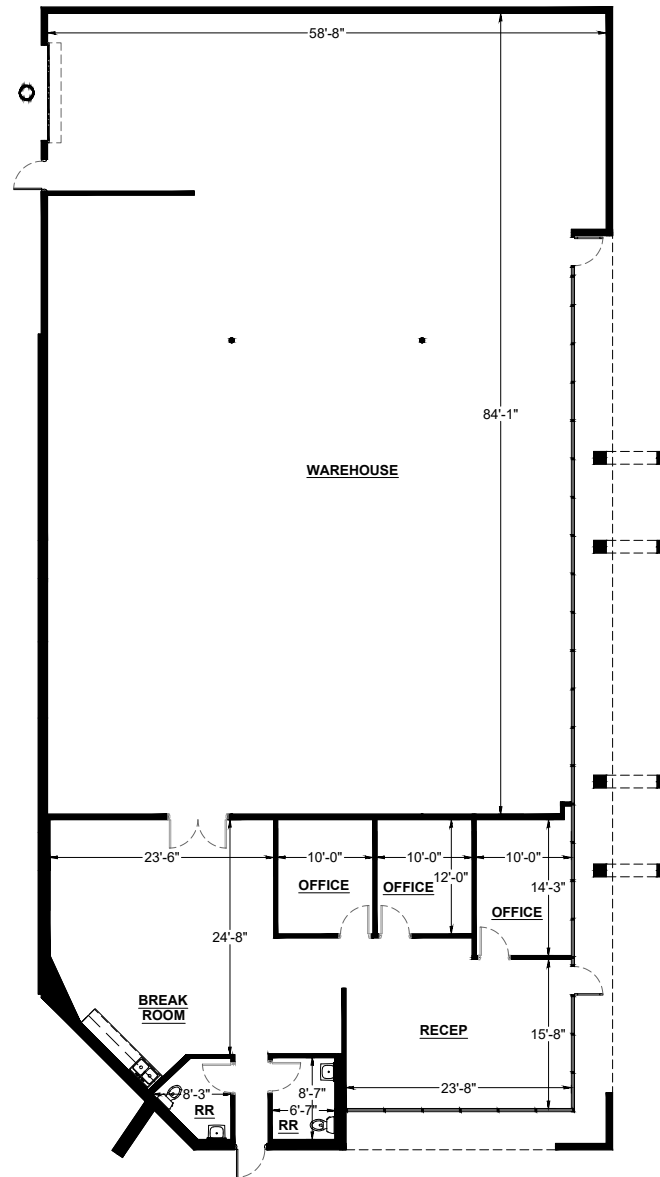 58'-8"
84'-1"
WAREHOUSE
23'-6"
10'-0"
10'-0"
10'-0"
OFFICE
OFFICE
12'-0"
14'-3"
OFFICE
24'-8"
BREAK
ROOM
RECEP
15'-8"
23'-8"
8'-3"
RR
8'-7"
6'-7"
RR